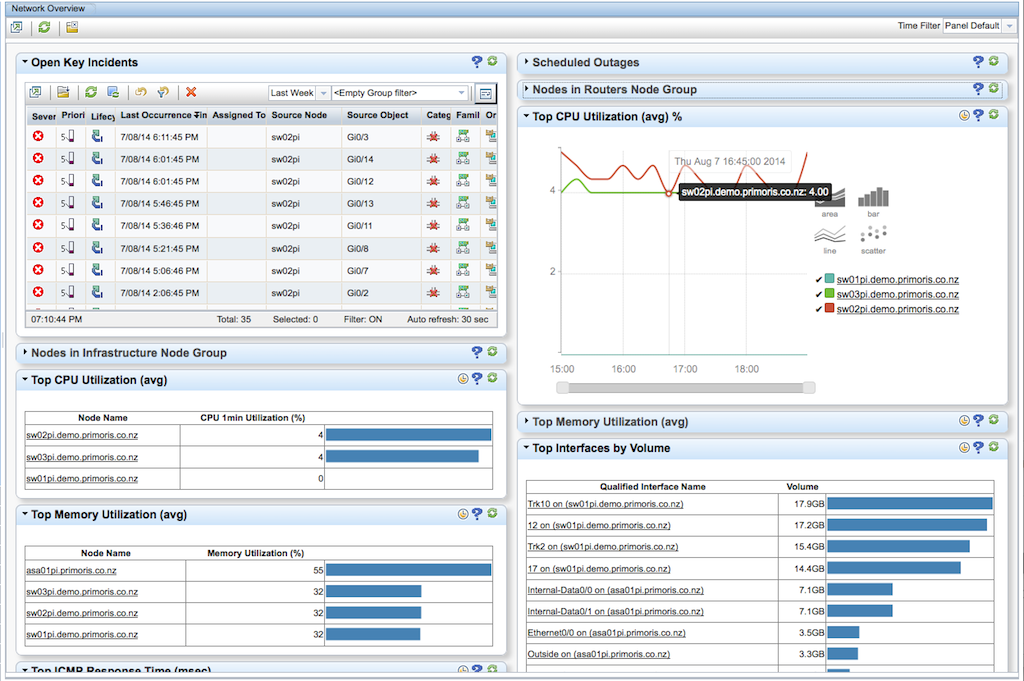 Network Overview
Time Filter Panel Default
Open Key Incidents
Last Week <Empty Group filter>
Sever Priori Lifecy Last Occurrence Tin Assigned To Source Node Source Object Categ Famil Or
5 7/08/14 6:11:45 PM sw02pi Gi0/3
5 7/08/14 6:01:45 PM sw02pi Gi0/14
5 7/08/14 6:01:45 PM sw02pi Gi0/12
5 7/08/14 5:46:45 PM sw02pi Gi0/13
5 7/08/14 5:36:46 PM sw02pi Gi0/11
5 7/08/14 5:21:45 PM sw02pi Gi0/8
5 7/08/14 5:06:46 PM sw02pi Gi0/7
5 7/08/14 2:06:45 PM sw02pi Gi0/2
07:10:44 PM Total: 35 Selected: 0 Filter: ON Auto refresh: 30 sec
Nodes in Infrastructure Node Group
Top CPU Utilization (avg)
Node Name CPU 1min Utilization (%)
sw02pi.demo.primoris.co.nz 4
sw03pi.demo.primoris.co.nz 4
sw01pi.demo.primoris.co.nz 0
Top Memory Utilization (avg)
Node Name Memory Utilization (%)
asa01pi.primoris.co.nz 55
sw03pi.demo.primoris.co.nz 32
sw02pi.demo.primoris.co.nz 32
sw01pi.demo.primoris.co.nz 32
Top ICMP Response Time (msec)
Scheduled Outages
Nodes in Routers Node Group
Top CPU Utilization (avg) %
Thu Aug 7 16:45:00 2014
4
sw02pi.demo.primoris.co.nz: 4.00
area bar
line scatter
2
sw01pi.demo.primoris.co.nz
sw03pi.demo.primoris.co.nz
sw02pi.demo.primoris.co.nz
15:00 16:00 17:00 18:00
Top Memory Utilization (avg)
Top Interfaces by Volume
Qualified Interface Name Volume
Trk10 on (sw01pi.demo.primoris.co.nz) 17.9GB
12 on (sw01pi.demo.primoris.co.nz) 17.2GB
Trk2 on (sw01pi.demo.primoris.co.nz) 15.4GB
17 on (sw01pi.demo.primoris.co.nz) 14.4GB
Internal-Data0/0 on (asa01pi.primoris.co.nz) 7.1GB
Internal-Data0/1 on (asa01pi.primoris.co.nz) 7.1GB
Ethernet0/0 on (asa01pi.primoris.co.nz) 3.5GB
Outside on (asa01pi.primoris.co.nz) 3.3GB